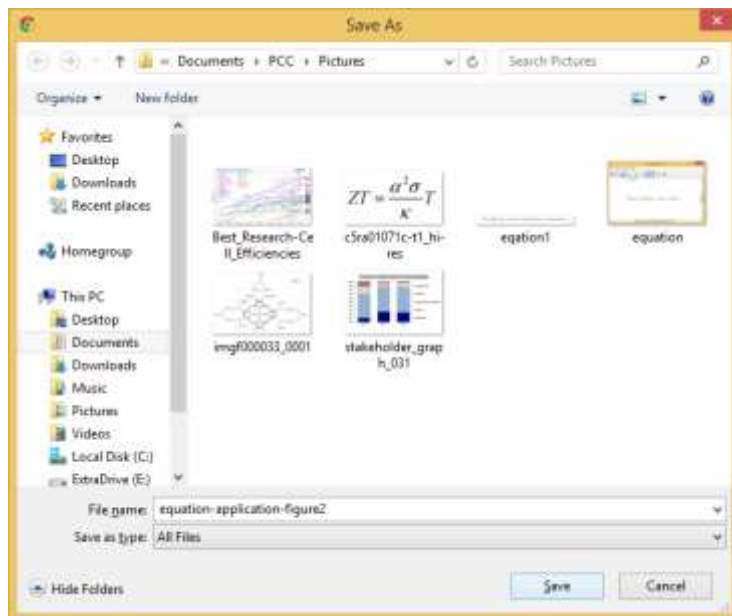 Save As
« Documents › PCC › Pictures
Search Pictures
Organize
New folder
Favorites
Desktop
Downloads
Recent places
Homegroup
This PC
Desktop
Documents
Downloads
Music
Pictures
Videos
Local Disk (C:)
ExtraDrive (E:)
Best_Research-Ce
ll_Efficiencies
ZT = α²σ/κ T
c5ra01071c-t1_hi-
res
eqation1
equation
imgf000033_0001
stakeholder_grap
h_031
File name: equation-application-figure2
Save as type: All Files
Hide Folders
Save
Cancel